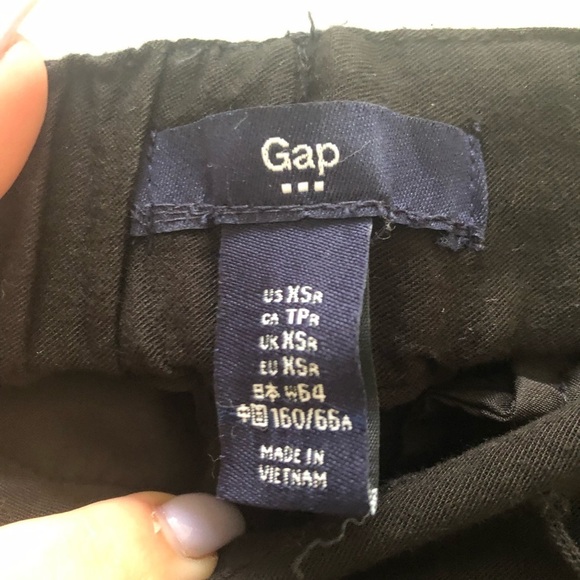 Gap
US XSR
CA TPR
UK XSR
EU XSR
日本 W64
中国 160/66A
MADE IN
VIETNAM